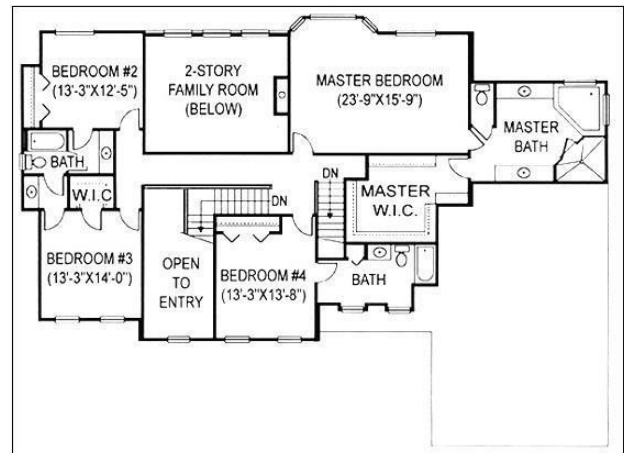 BEDROOM #2
(13'-3"X12'-5")
2-STORY
FAMILY ROOM
(BELOW)
MASTER BEDROOM
(23'-9"X15'-9")
MASTER
BATH
BATH
W.I.C
DN
DN
MASTER
W.I.C.
BEDROOM #3
(13'-3"X14'-0")
OPEN
TO
ENTRY
BEDROOM #4
(13'-3"X13'-8")
BATH